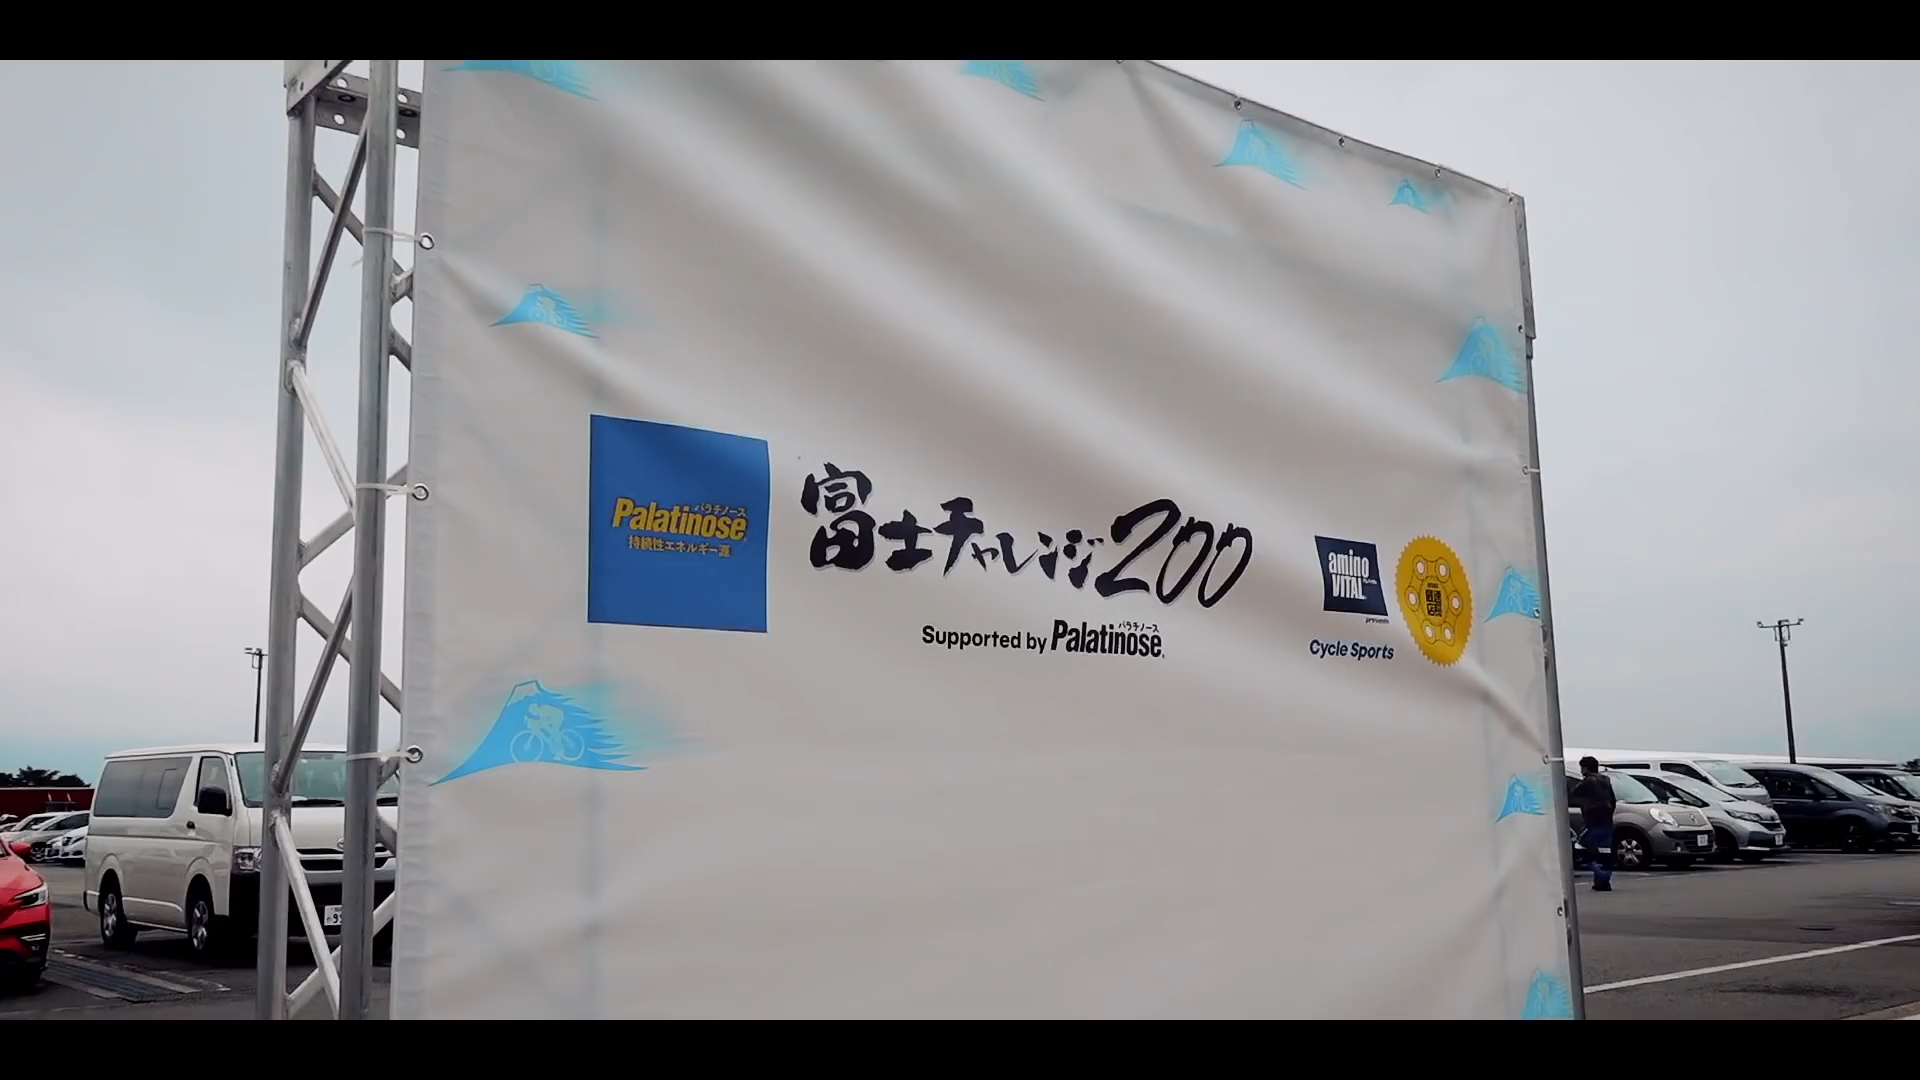 パラチノース
Palatinose
持続性エネルギー源
富士チャレンジ200
Supported by Palatinose
パラチノース
amino
VITAL
presents
Cycle Sports